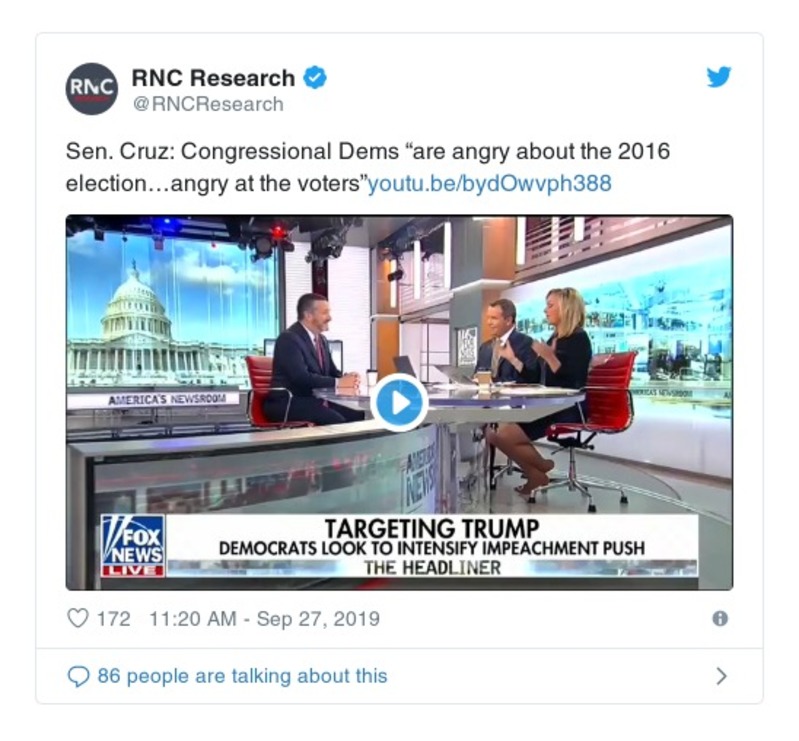 RNC
RNC Research
@RNCResearch
Sen. Cruz: Congressional Dems “are angry about the 2016
election…angry at the voters”youtu.be/bydOwvph388
AMERICA'S NEWSROOM
NEWS
FOX
NEWS
LIVE
TARGETING TRUMP
DEMOCRATS LOOK TO INTENSIFY IMPEACHMENT PUSH
THE HEADLINER
172 11:20 AM - Sep 27, 2019
86 people are talking about this